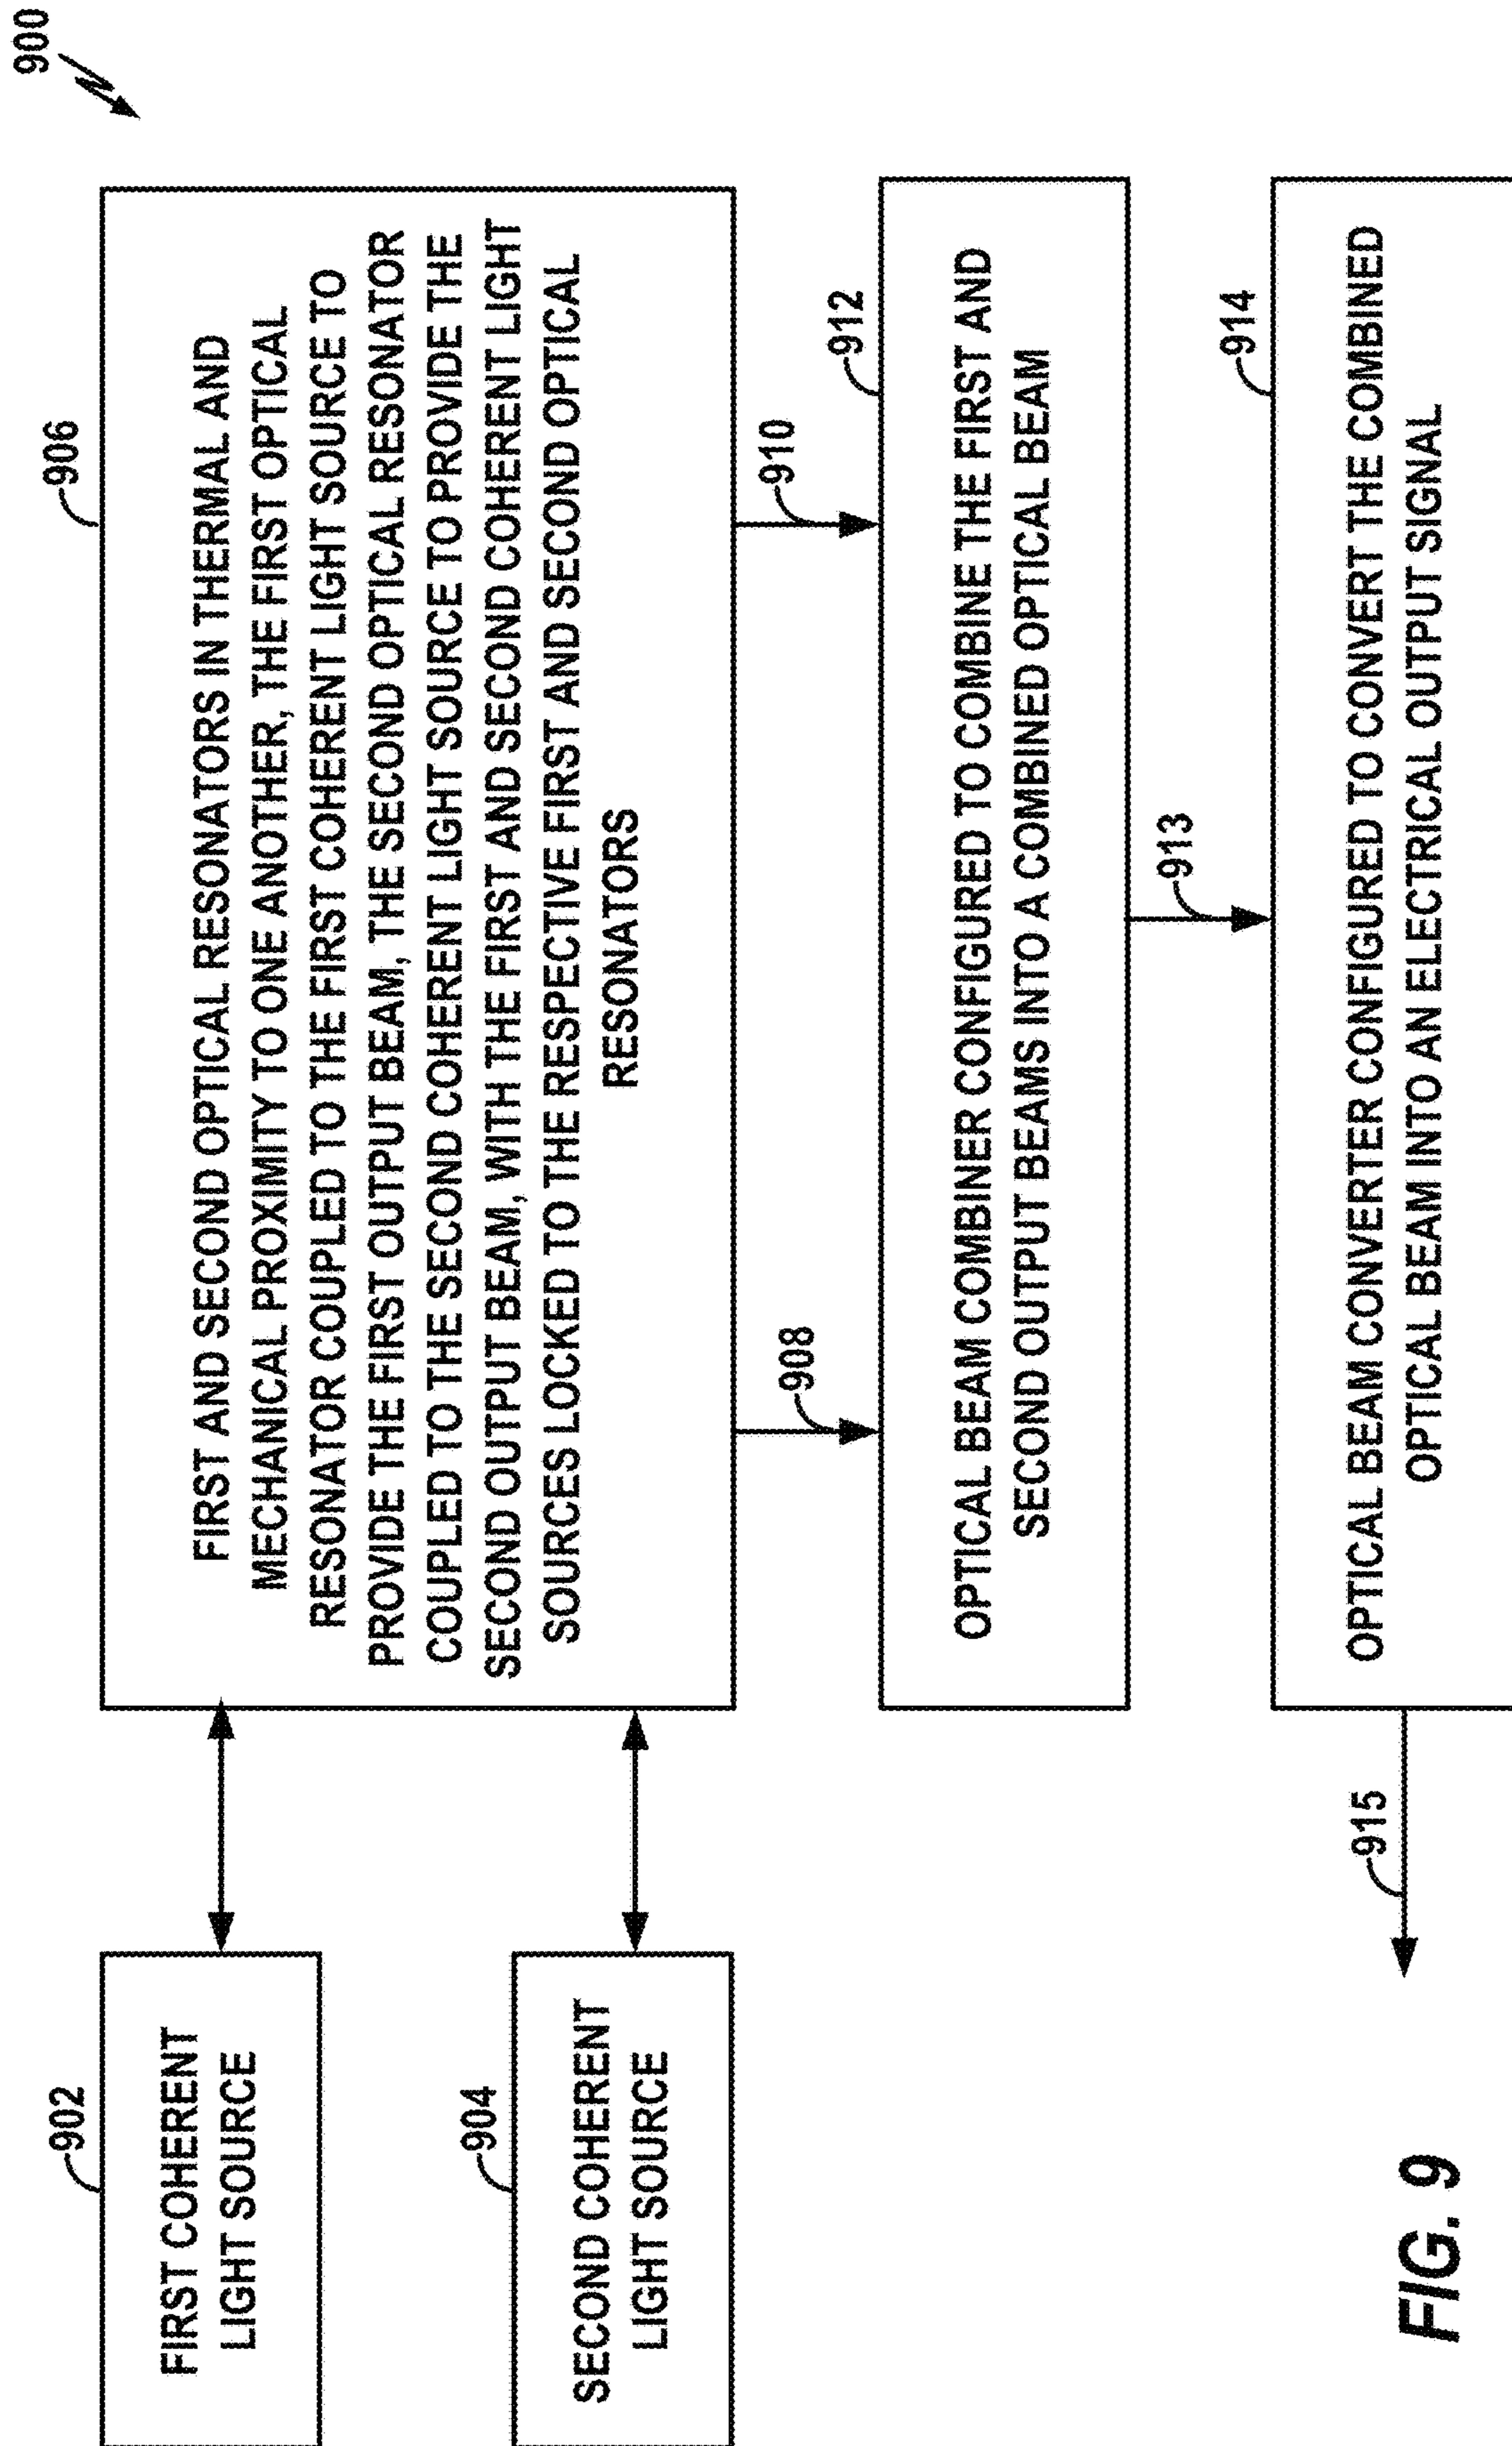 900
902
FIRST COHERENT
LIGHT SOURCE
904
SECOND COHERENT
LIGHT SOURCE
906
FIRST AND SECOND OPTICAL RESONATORS IN THERMAL AND
MECHANICAL PROXIMITY TO ONE ANOTHER, THE FIRST OPTICAL
RESONATOR COUPLED TO THE FIRST COHERENT LIGHT SOURCE TO
PROVIDE THE FIRST OUTPUT BEAM, THE SECOND OPTICAL RESONATOR
COUPLED TO THE SECOND COHERENT LIGHT SOURCE TO PROVIDE THE
SECOND OUTPUT BEAM, WITH THE FIRST AND SECOND COHERENT LIGHT
SOURCES LOCKED TO THE RESPECTIVE FIRST AND SECOND OPTICAL
RESONATORS
908
910
912
OPTICAL BEAM COMBINER CONFIGURED TO COMBINE THE FIRST AND
SECOND OUTPUT BEAMS INTO A COMBINED OPTICAL BEAM
913
914
OPTICAL BEAM CONVERTER CONFIGURED TO CONVERT THE COMBINED
OPTICAL BEAM INTO AN ELECTRICAL OUTPUT SIGNAL
915
FIG. 9